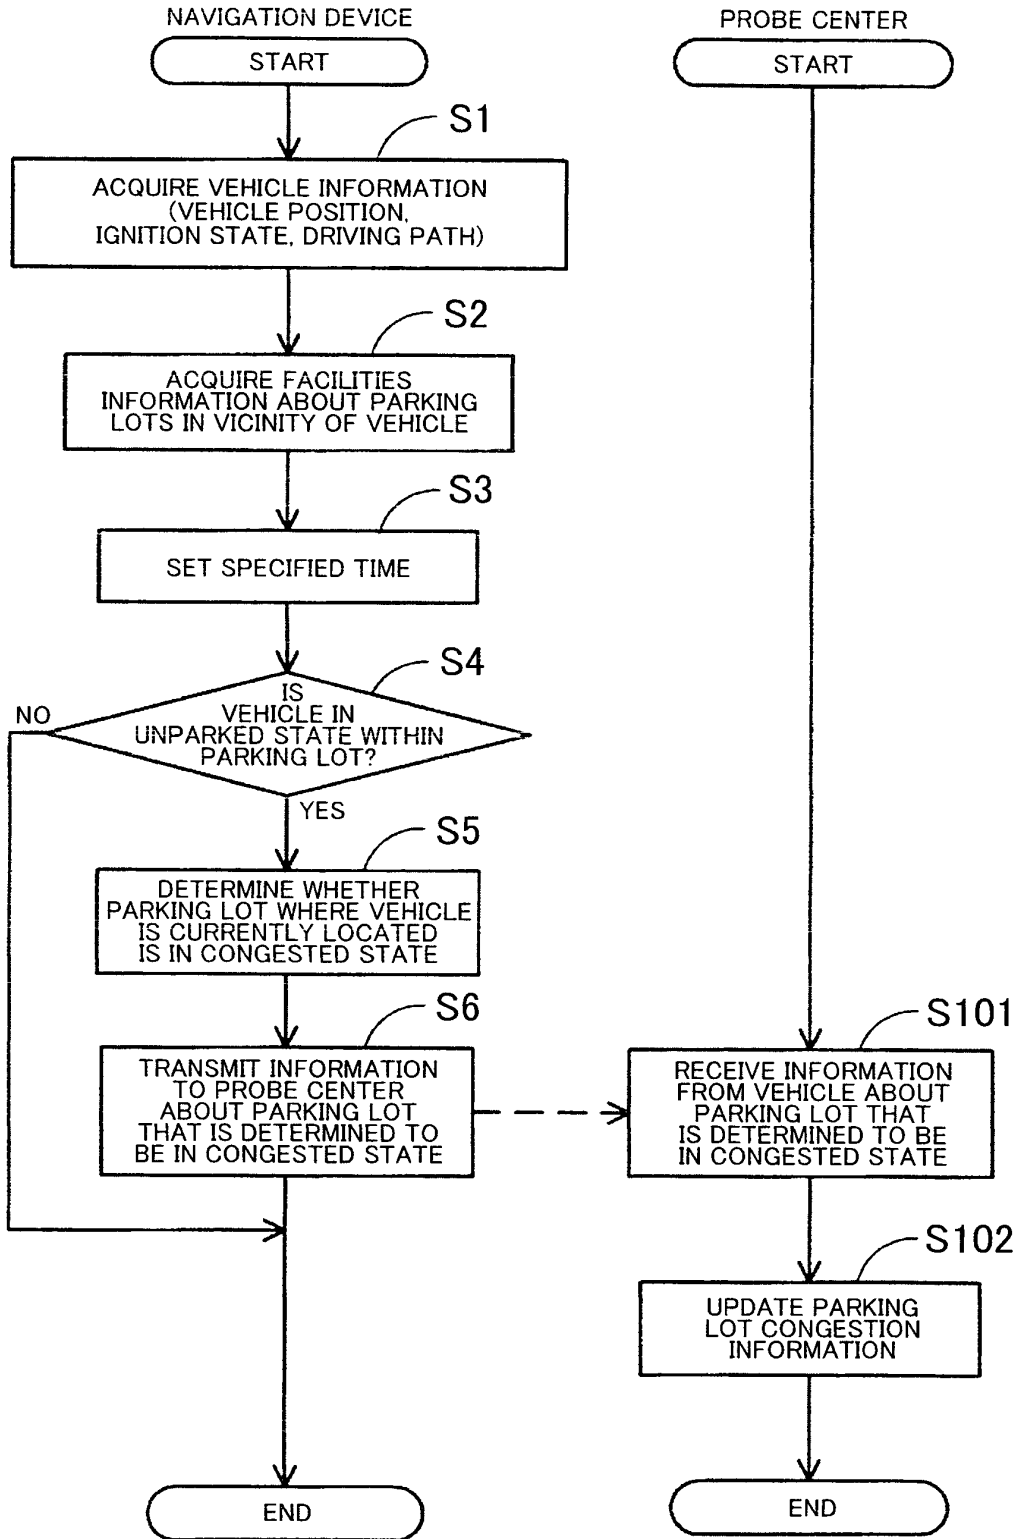 NAVIGATION DEVICE
START
S1
ACQUIRE VEHICLE INFORMATION
(VEHICLE POSITION,
IGNITION STATE, DRIVING PATH)
S2
ACQUIRE FACILITIES
INFORMATION ABOUT PARKING
LOTS IN VICINITY OF VEHICLE
S3
SET SPECIFIED TIME
S4
IS
VEHICLE IN
UNPARKED STATE WITHIN
PARKING LOT?
NO
YES
S5
DETERMINE WHETHER
PARKING LOT WHERE VEHICLE
IS CURRENTLY LOCATED
IS IN CONGESTED STATE
S6
TRANSMIT INFORMATION
TO PROBE CENTER
ABOUT PARKING LOT
THAT IS DETERMINED TO
BE IN CONGESTED STATE
END
PROBE CENTER
START
S101
RECEIVE INFORMATION
FROM VEHICLE ABOUT
PARKING LOT THAT
IS DETERMINED TO BE
IN CONGESTED STATE
S102
UPDATE PARKING
LOT CONGESTION
INFORMATION
END